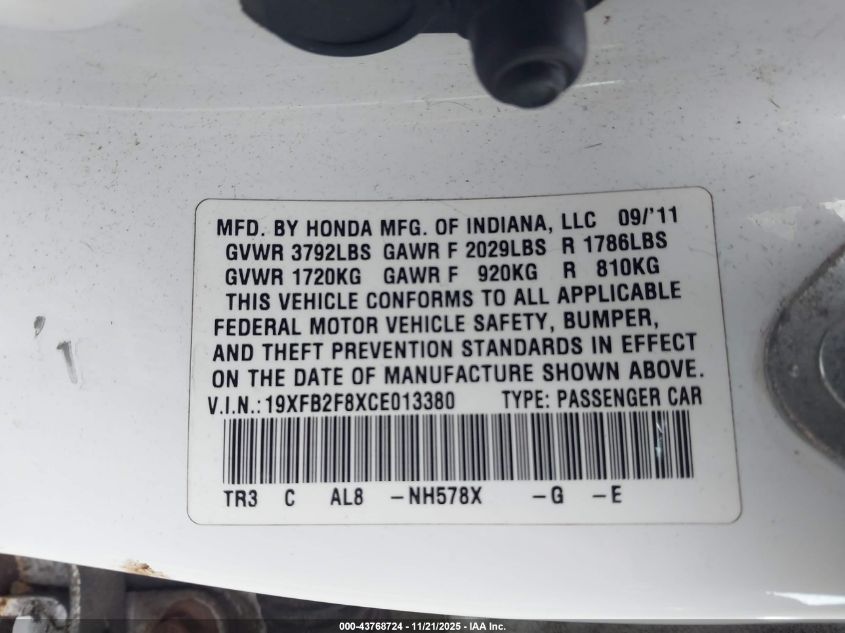 MFD. BY HONDA MFG. OF INDIANA, LLC 09/'11
GVWR 3792LBS GAWR F 2029LBS R 1786LBS
GVWR 1720KG GAWR F 920KG R 810KG
THIS VEHICLE CONFORMS TO ALL APPLICABLE
FEDERAL MOTOR VEHICLE SAFETY, BUMPER,
AND THEFT PREVENTION STANDARDS IN EFFECT
ON THE DATE OF MANUFACTURE SHOWN ABOVE.
V.I.N.:19XFB2F8XCE013380 TYPE: PASSENGER CAR
TR3 C AL8 -NH578X -G -E
000-43768724 - 11/21/2025 - IAA Inc.